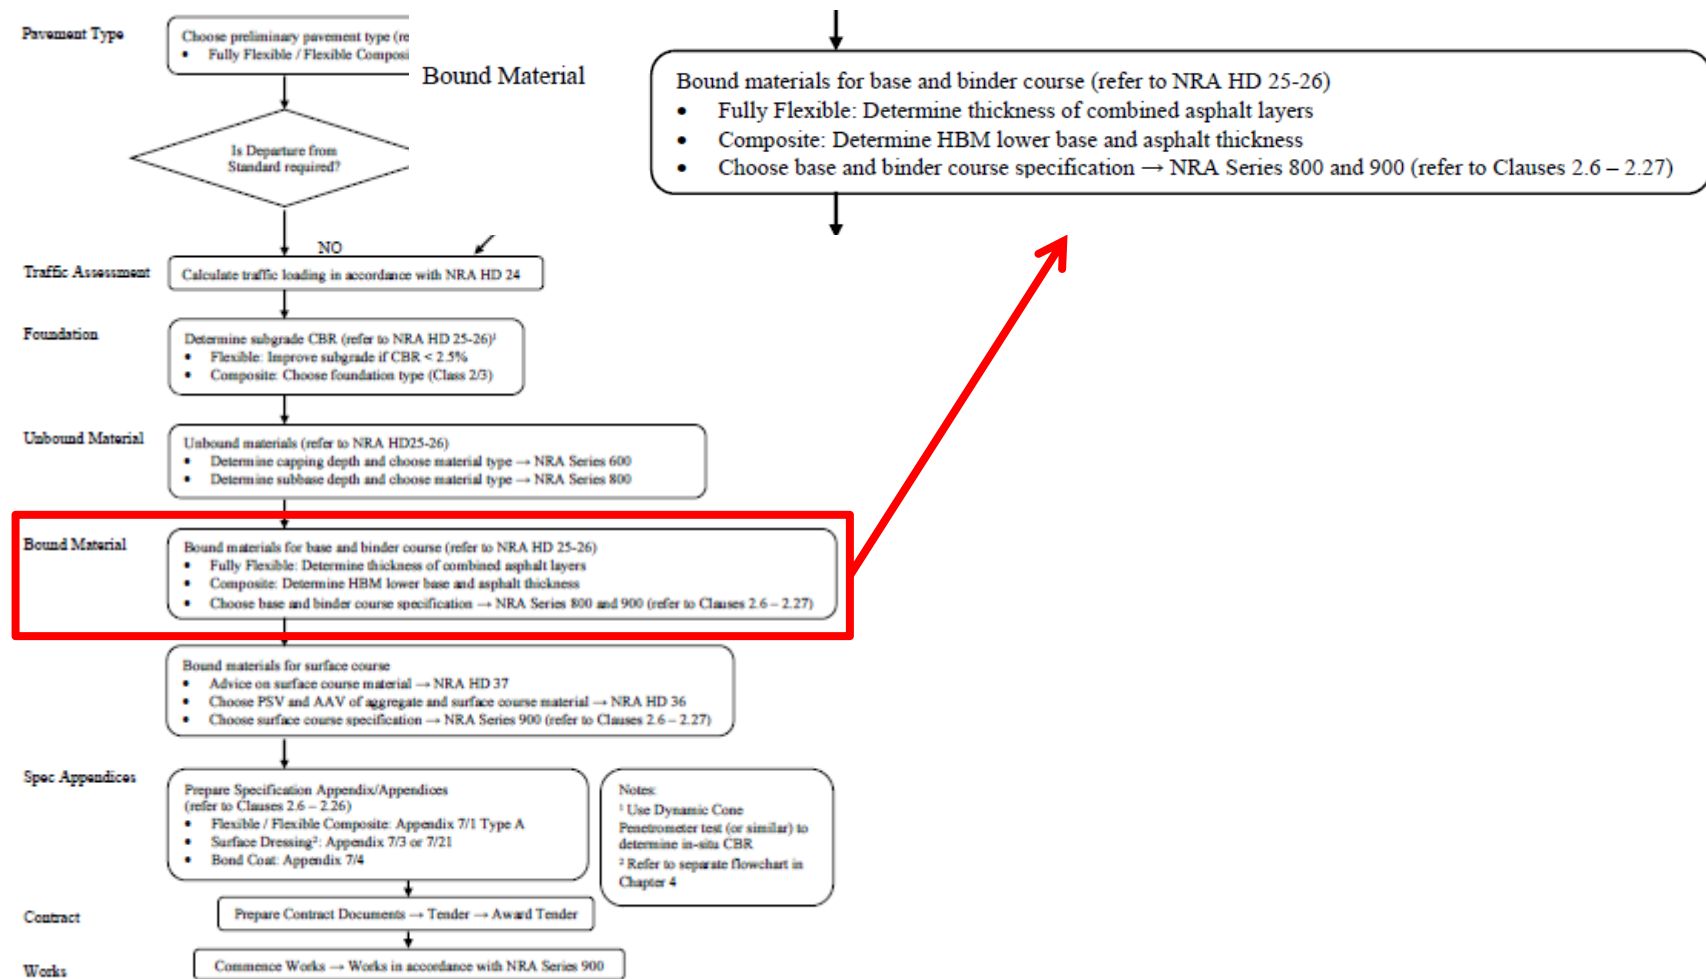 Pavement Type
Choose preliminary pavement type (re
• Fully Flexible / Flexible Composi
Is Departure from
Standard required?
NO
Bound Material
Bound materials for base and binder course (refer to NRA HD 25-26)
• Fully Flexible: Determine thickness of combined asphalt layers
• Composite: Determine HBM lower base and asphalt thickness
• Choose base and binder course specification → NRA Series 800 and 900 (refer to Clauses 2.6 – 2.27)
Traffic Assessment
Calculate traffic loading in accordance with NRA HD 24
Foundation
Determine subgrade CBR (refer to NRA HD 25-26)¹
• Flexible: Improve subgrade if CBR < 2.5%
• Composite: Choose foundation type (Class 2/3)
Unbound Material
Unbound materials (refer to NRA HD25-26)
• Determine capping depth and choose material type → NRA Series 600
• Determine subbase depth and choose material type → NRA Series 800
Bound Material
Bound materials for base and binder course (refer to NRA HD 25-26)
• Fully Flexible: Determine thickness of combined asphalt layers
• Composite: Determine HBM lower base and asphalt thickness
• Choose base and binder course specification → NRA Series 800 and 900 (refer to Clauses 2.6 – 2.27)
Bound materials for surface course
• Advice on surface course material → NRA HD 37
• Choose PSV and AAV of aggregate and surface course material → NRA HD 36
• Choose surface course specification → NRA Series 900 (refer to Clauses 2.6 – 2.27)
Spec Appendices
Prepare Specification Appendix/Appendices
(refer to Clauses 2.6 – 2.26)
• Flexible / Flexible Composite: Appendix 7/1 Type A
• Surface Dressing²: Appendix 7/3 or 7/21
• Bond Coat: Appendix 7/4
Notes:
¹ Use Dynamic Cone
Penetrometer test (or similar) to
determine in-situ CBR
² Refer to separate flowchart in
Chapter 4
Contract
Prepare Contract Documents → Tender → Award Tender
Works
Commence Works → Works in accordance with NRA Series 900